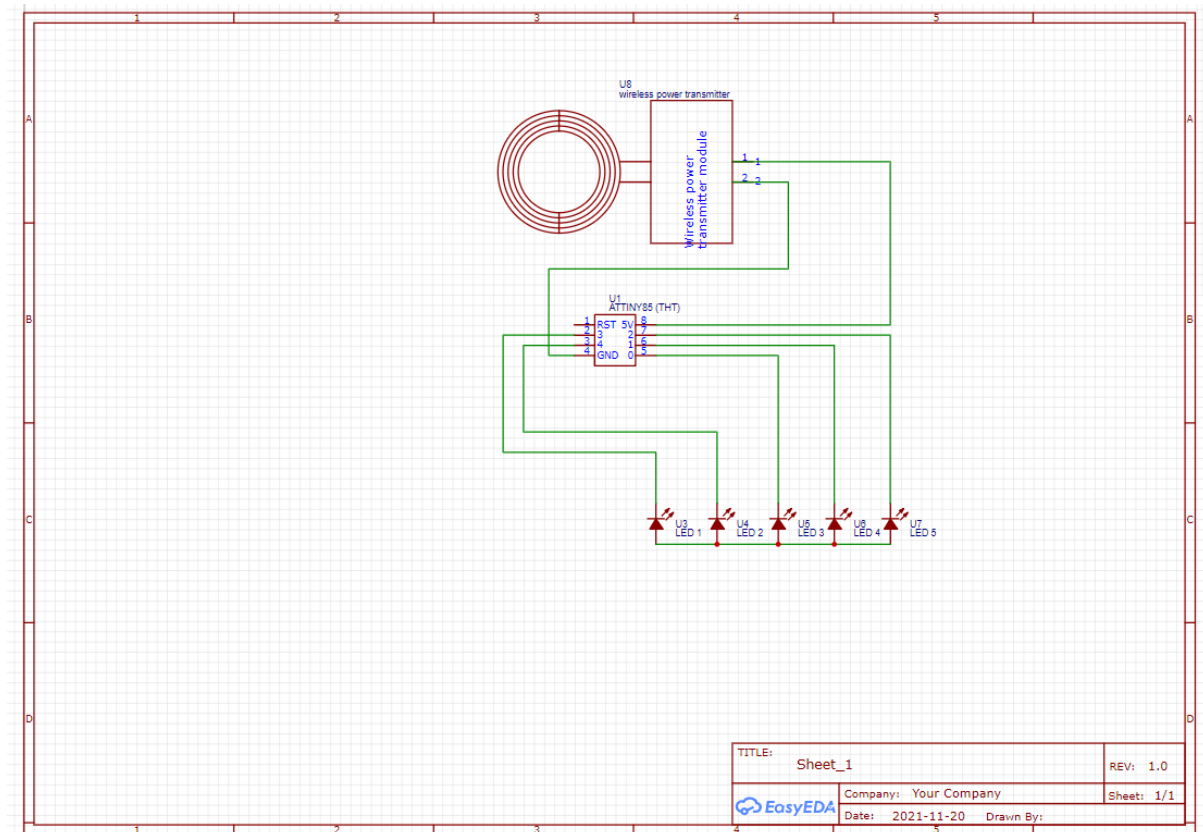 1 2 3 4 5
A A
U8
wireless power transmitter
Wireless power
transmitter module
1 1
2 2
B B
U1
ATTINY85 (THT)
1 RST 5V 8
2 3 2 7
3 4 1 6
4 GND 0 5
C C
U3
LED 1
U4
LED 2
U5
LED 3
U6
LED 4
U7
LED 5
D D
TITLE:
Sheet_1
REV: 1.0
EasyEDA
Company: Your Company
Sheet: 1/1
Date: 2021-11-20 Drawn By:
1 2 3 4 5